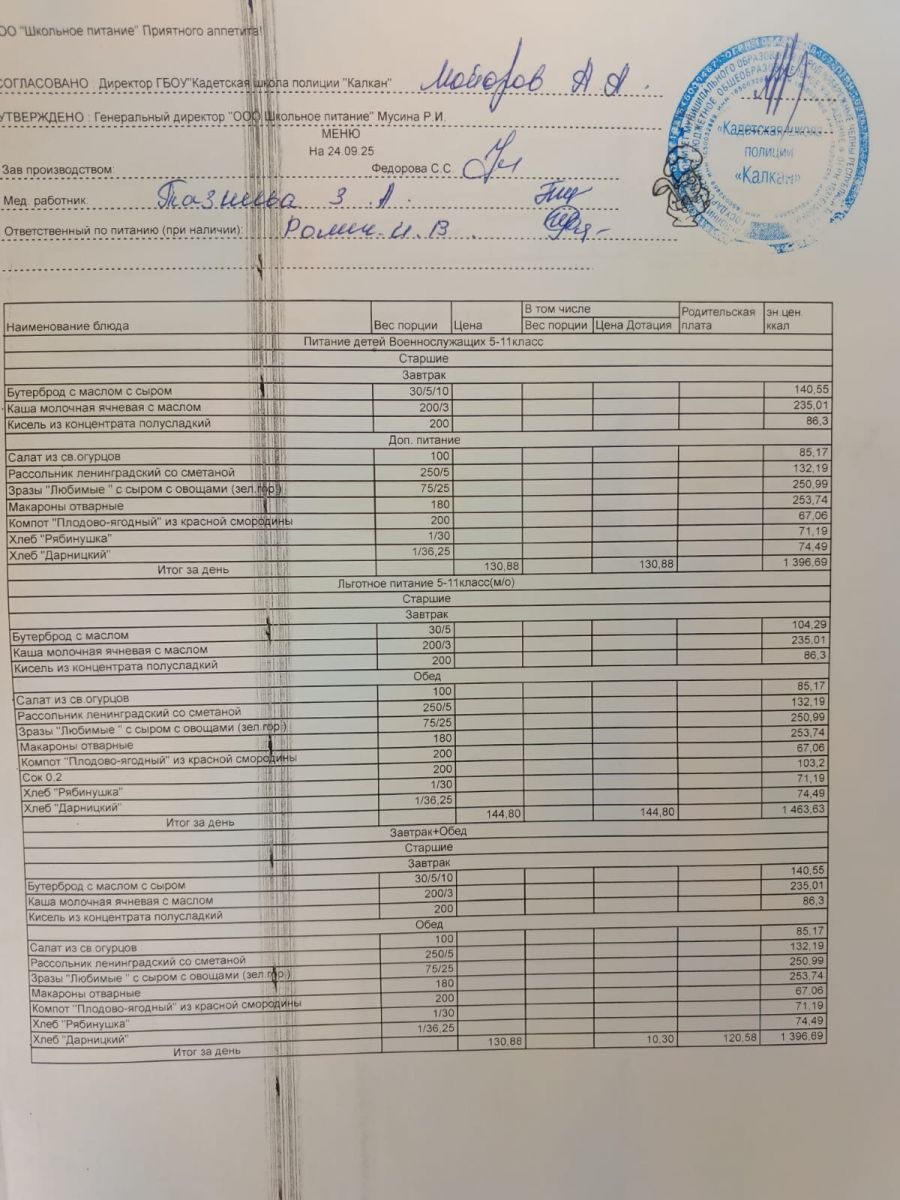 ОО "Школьное питание" Приятного аппетита!
СОГЛАСОВАНО : Директор ГБОУ"Кадетская школа полиции "Калкан" Майоров А А .
УТВЕРЖДЕНО : Генеральный директор "ООО Школьное питание" Мусина Р.И.
МЕНЮ
На 24.09.25
Зав производством: Федорова С.С.
Мед. работник: З А
Ответственный по питанию (при наличии): И. В
«Кадетская школа
полиции
«Калкан»
Наименование блюда Вес порции Цена В том числе Родительская плата эн.цен. ккал
Вес порции Цена Дотация
Питание детей Военнослужащих 5-11класс
Старшие
Завтрак
Бутерброд с маслом с сыром 30/5/10 140,55
Каша молочная ячневая с маслом 200/3 235,01
Кисель из концентрата полусладкий 200 86,3
Доп. питание
Салат из св.огурцов 100 85,17
Рассольник ленинградский со сметаной 250/5 132,19
Зразы "Любимые " с сыром с овощами (зел.гор.) 75/25 250,99
Макароны отварные 180 253,74
Компот "Плодово-ягодный" из красной смородины 200 67,06
Хлеб "Рябинушка" 1/30 71,19
Хлеб "Дарницкий" 1/36,25 74,49
Итог за день 130,88 130,88 1 396,69
Льготное питание 5-11класс(м/о)
Старшие
Завтрак
Бутерброд с маслом 30/5 104,29
Каша молочная ячневая с маслом 200/3 235,01
Кисель из концентрата полусладкий 200 86,3
Обед
Салат из св.огурцов 100 85,17
Рассольник ленинградский со сметаной 250/5 132,19
Зразы "Любимые " с сыром с овощами (зел.гор.) 75/25 250,99
Макароны отварные 180 253,74
Компот "Плодово-ягодный" из красной смородины 200 67,06
Сок 0.2 200 103,2
Хлеб "Рябинушка" 1/30 71,19
Хлеб "Дарницкий" 1/36,25 74,49
Итог за день 144,80 144,80 1 463,63
Завтрак+Обед
Старшие
Завтрак
Бутерброд с маслом с сыром 30/5/10 140,55
Каша молочная ячневая с маслом 200/3 235,01
Кисель из концентрата полусладкий 200 86,3
Обед
Салат из св.огурцов 100 85,17
Рассольник ленинградский со сметаной 250/5 132,19
Зразы "Любимые " с сыром с овощами (зел.гор.) 75/25 250,99
Макароны отварные 180 253,74
Компот "Плодово-ягодный" из красной смородины 200 67,06
Хлеб "Рябинушка" 1/30 71,19
Хлеб "Дарницкий" 1/36,25 74,49
Итог за день 130,88 10,30 120,58 1 396,69